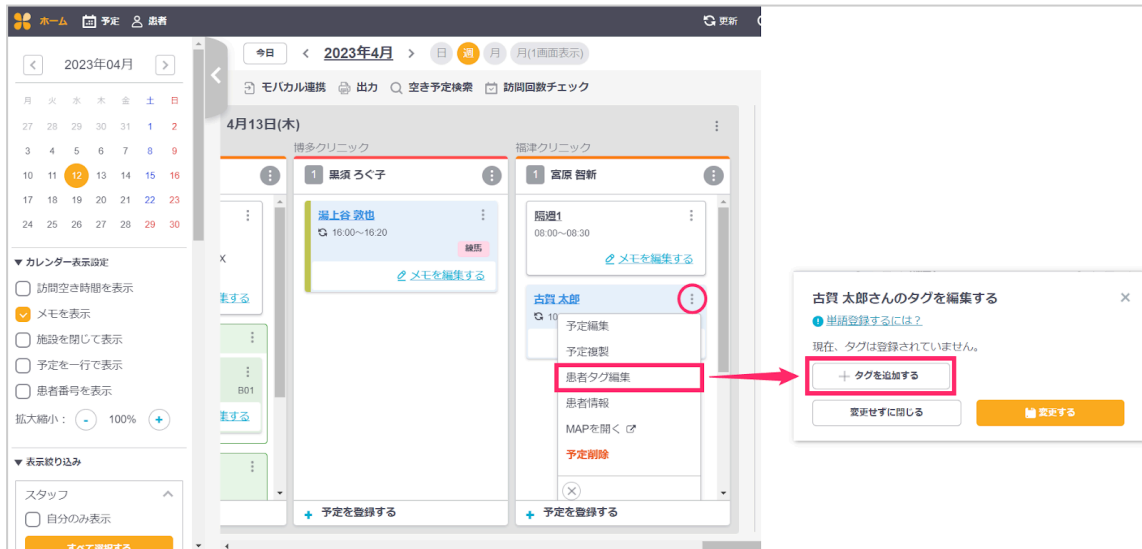 ホーム 予定 患者 更新
2023年04月
月 火 水 木 金 土 日
27 28 29 30 31 1 2
3 4 5 6 7 8 9
10 11 12 13 14 15 16
17 18 19 20 21 22 23
24 25 26 27 28 29 30
▼カレンダー表示設定
訪問空き時間を表示
メモを表示
施設を閉じて表示
予定を一行で表示
患者番号を表示
拡大縮小： - 100% +
▼表示絞り込み
スタッフ
自分のみ表示
すべて選択する
今日 < 2023年4月 > 日 週 月 月(1画面表示)
モバカル連携 出力 空き予定検索 訪問回数チェック
4月13日(木)
X
集する
B01
集する
博多クリニック
1 黒須 ろぐ子
湯上谷 敦也
16:00～16:20
練馬
メモを編集する
+ 予定を登録する
福津クリニック
1 宮原 智新
隔週1
08:00～08:30
メモを編集する
古賀 太郎
10
予定編集
予定複製
患者タグ編集
患者情報
MAPを開く
予定削除
+ 予定を登録する
古賀 太郎さんのタグを編集する
単語登録するには？
現在、タグは登録されていません。
＋ タグを追加する
変更せずに閉じる
変更する